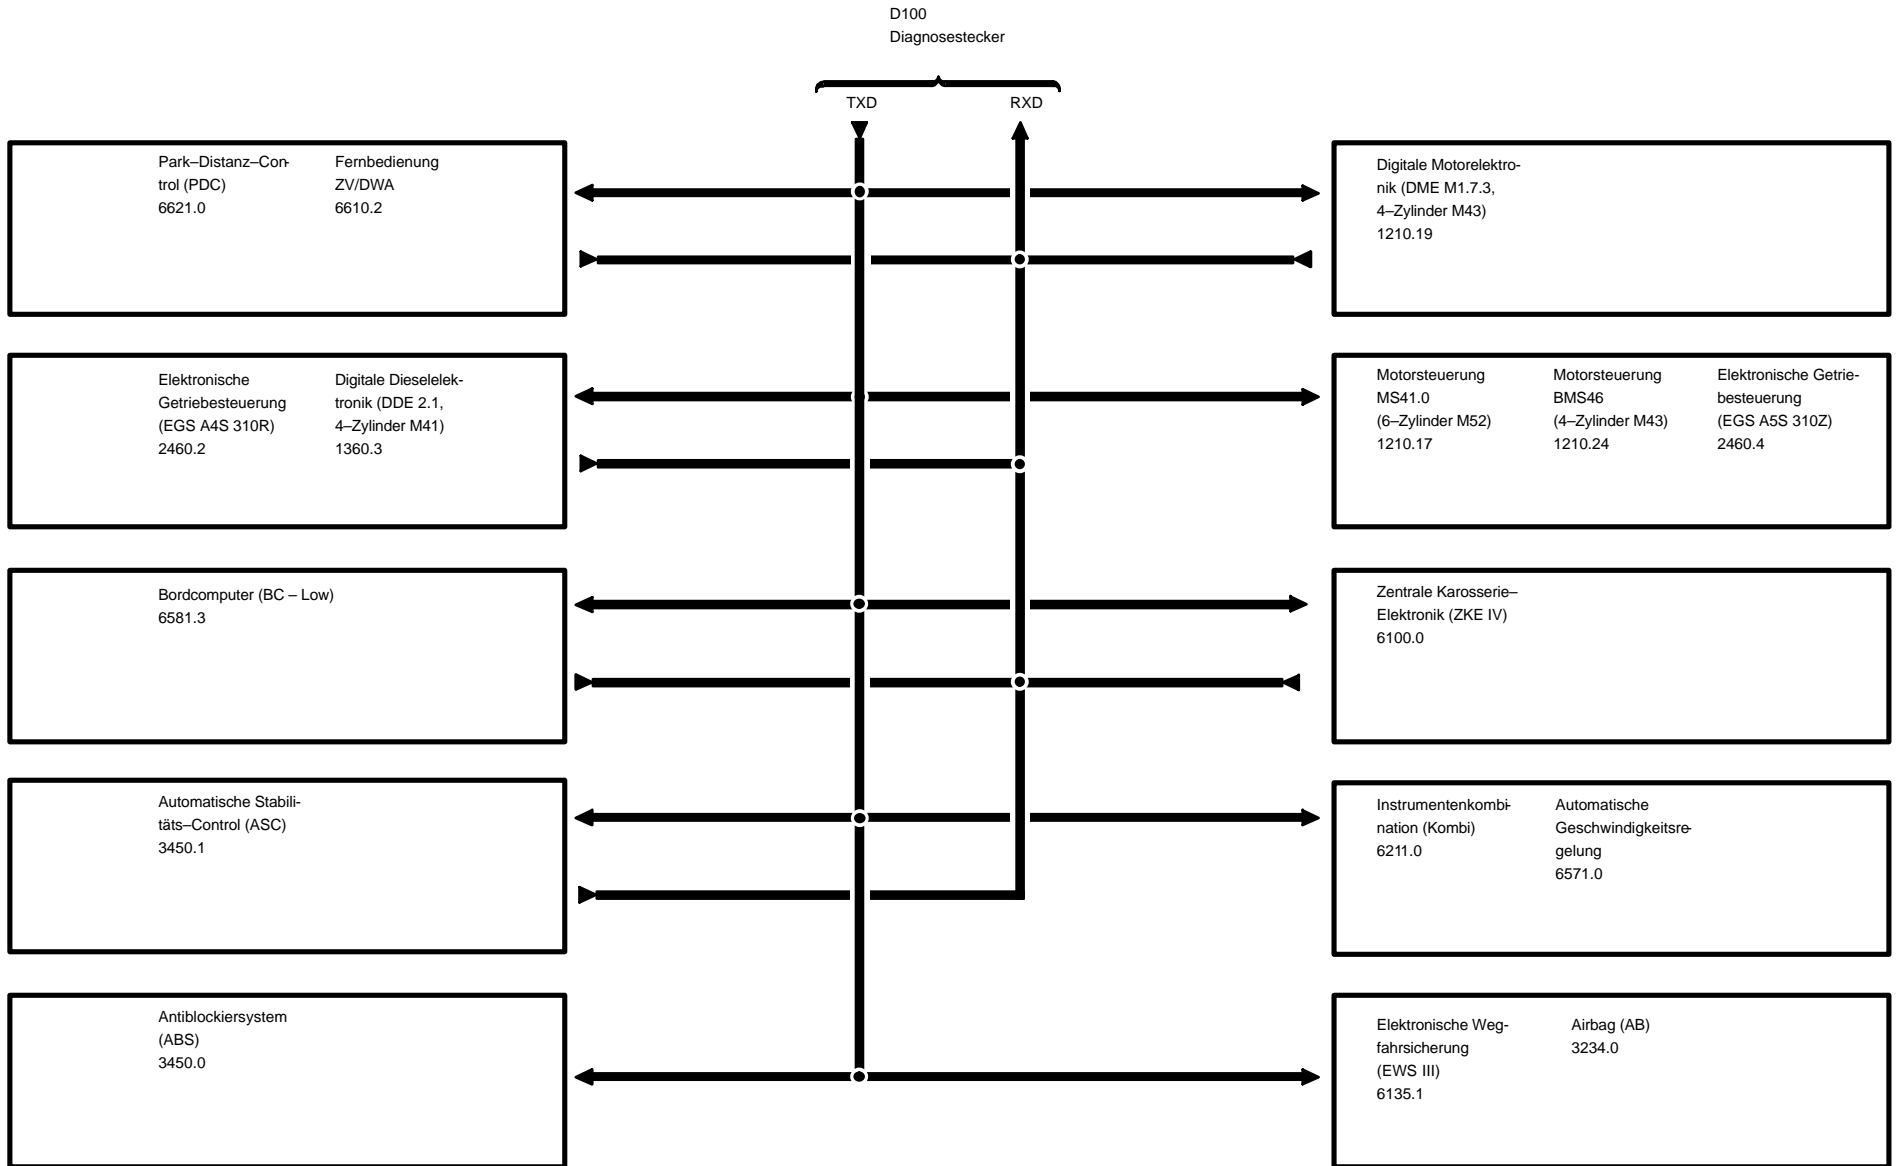 D100
Diagnosestecker
TXD
RXD
Park–Distanz–Con-
trol (PDC)
6621.0
Fernbedienung
ZV/DWA
6610.2
Digitale Motorelektro-
nik (DME M1.7.3,
4–Zylinder M43)
1210.19
Elektronische
Getriebesteuerung
(EGS A4S 310R)
2460.2
Digitale Dieselelek-
tronik (DDE 2.1,
4–Zylinder M41)
1360.3
Motorsteuerung
MS41.0
(6–Zylinder M52)
1210.17
Motorsteuerung
BMS46
(4–Zylinder M43)
1210.24
Elektronische Getrie-
besteuerung
(EGS A5S 310Z)
2460.4
Bordcomputer (BC – Low)
6581.3
Zentrale Karosserie–
Elektronik (ZKE IV)
6100.0
Automatische Stabili-
täts–Control (ASC)
3450.1
Instrumentenkombi-
nation (Kombi)
6211.0
Automatische
Geschwindigkeitsre-
gelung
6571.0
Antiblockiersystem
(ABS)
3450.0
Elektronische Weg-
fahrsicherung
(EWS III)
6135.1
Airbag (AB)
3234.0